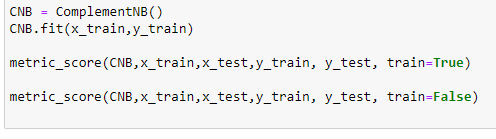 CNB = ComplementNB()
CNB.fit(x_train,y_train)
metric_score(CNB,x_train,x_test,y_train, y_test, train=True)
metric_score(CNB,x_train,x_test,y_train, y_test, train=False)